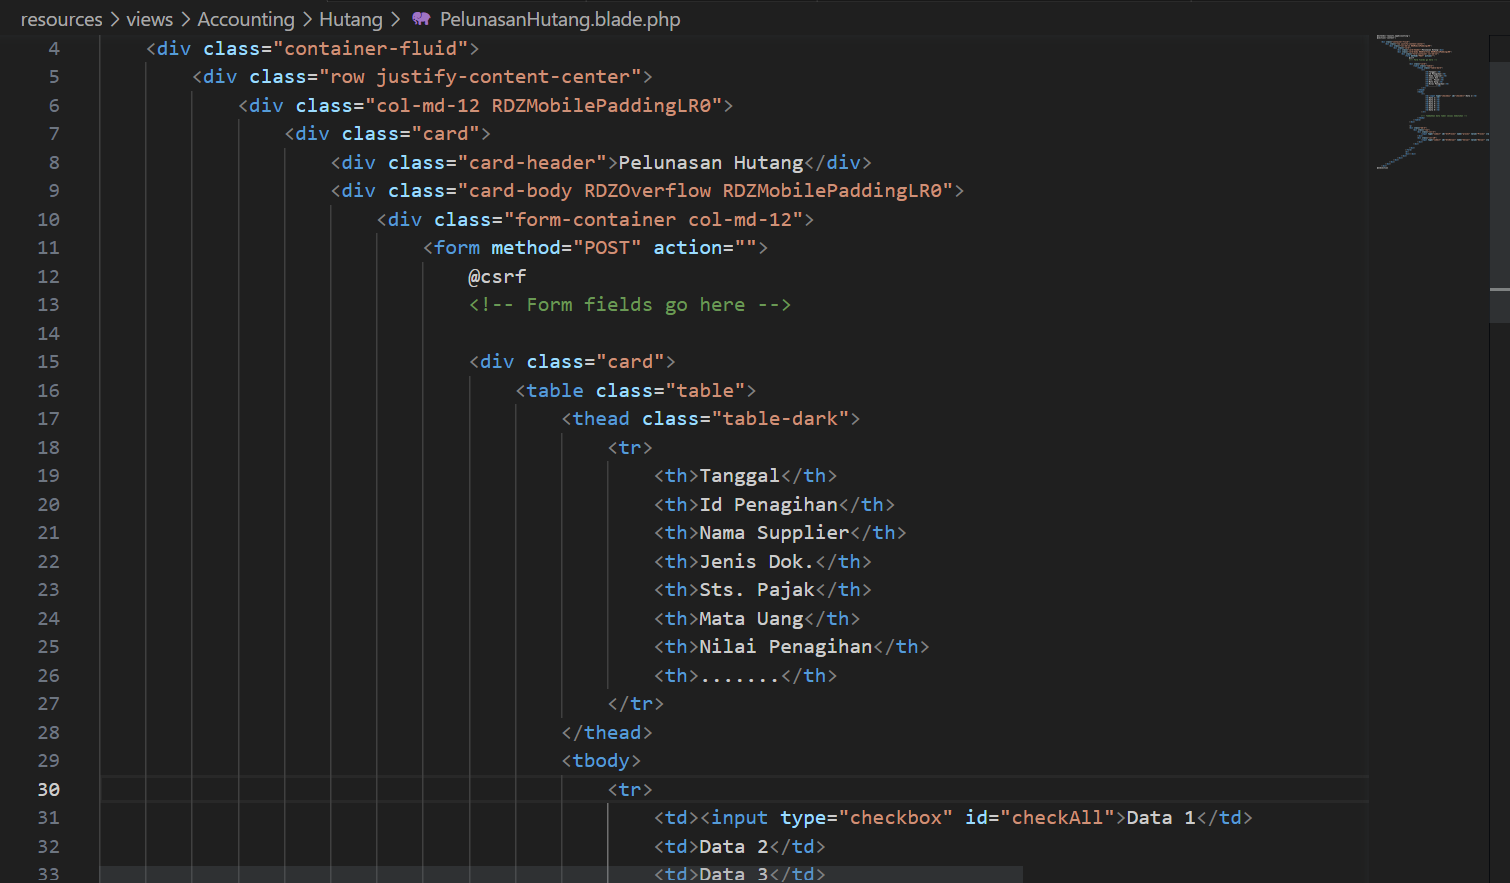 resources > views > Accounting > Hutang > PelunasanHutang.blade.php
4 <div class="container-fluid">
5 <div class="row justify-content-center">
6 <div class="col-md-12 RDZMobilePaddingLR0">
7 <div class="card">
8 <div class="card-header">Pelunasan Hutang</div>
9 <div class="card-body RDZOverflow RDZMobilePaddingLR0">
10 <div class="form-container col-md-12">
11 <form method="POST" action="">
12 @csrf
13 <!-- Form fields go here -->
14
15 <div class="card">
16 <table class="table">
17 <thead class="table-dark">
18 <tr>
19 <th>Tanggal</th>
20 <th>Id Penagihan</th>
21 <th>Nama Supplier</th>
22 <th>Jenis Dok.</th>
23 <th>Sts. Pajak</th>
24 <th>Mata Uang</th>
25 <th>Nilai Penagihan</th>
26 <th>.......</th>
27 </tr>
28 </thead>
29 <tbody>
30 <tr>
31 <td><input type="checkbox" id="checkAll">Data 1</td>
32 <td>Data 2</td>
33 <td>Data 3</td>